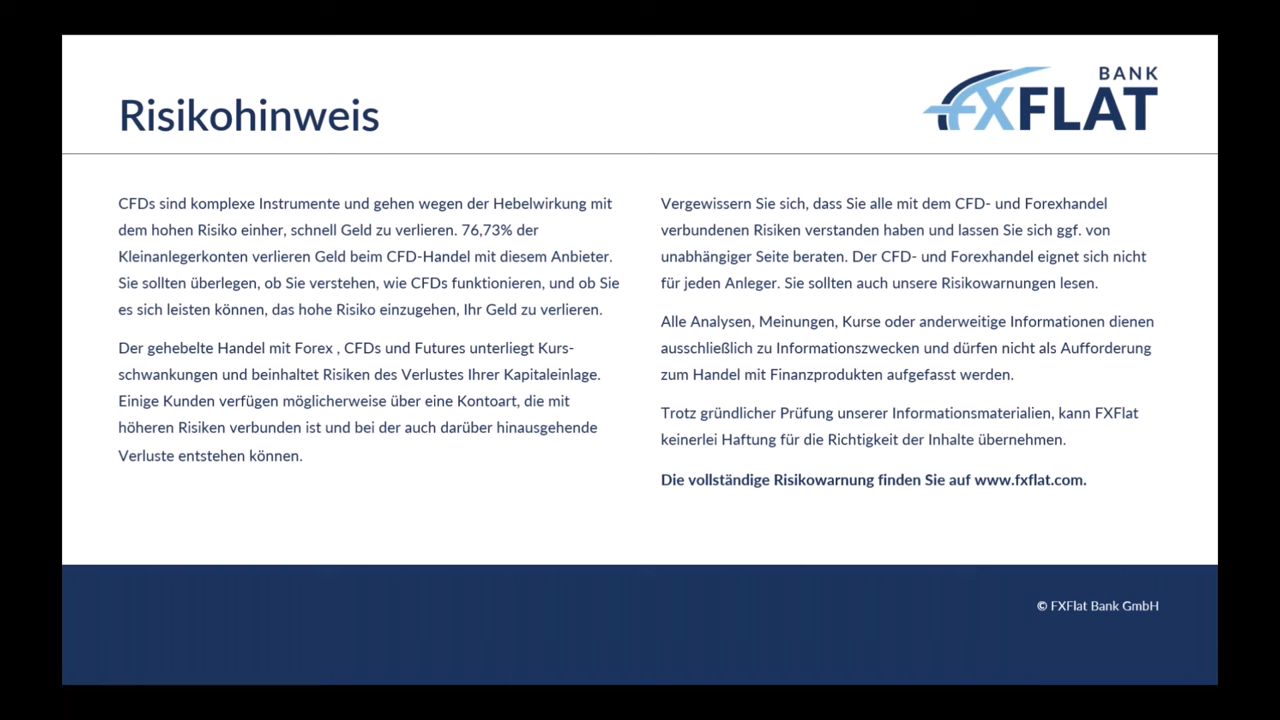 Risikohinweis
BANK
FXFLAT
CFDs sind komplexe Instrumente und gehen wegen der Hebelwirkung mit
dem hohen Risiko einher, schnell Geld zu verlieren. 76,73% der
Kleinanlegerkonten verlieren Geld beim CFD-Handel mit diesem Anbieter.
Sie sollten überlegen, ob Sie verstehen, wie CFDs funktionieren, und ob Sie
es sich leisten können, das hohe Risiko einzugehen, Ihr Geld zu verlieren.
Der gehebelte Handel mit Forex , CFDs und Futures unterliegt Kurs-
schwankungen und beinhaltet Risiken des Verlustes Ihrer Kapitaleinlage.
Einige Kunden verfügen möglicherweise über eine Kontoart, die mit
höheren Risiken verbunden ist und bei der auch darüber hinausgehende
Verluste entstehen können.
Vergewissern Sie sich, dass Sie alle mit dem CFD- und Forexhandel
verbundenen Risiken verstanden haben und lassen Sie sich ggf. von
unabhängiger Seite beraten. Der CFD- und Forexhandel eignet sich nicht
für jeden Anleger. Sie sollten auch unsere Risikowarnungen lesen.
Alle Analysen, Meinungen, Kurse oder anderweitige Informationen dienen
ausschließlich zu Informationszwecken und dürfen nicht als Aufforderung
zum Handel mit Finanzprodukten aufgefasst werden.
Trotz gründlicher Prüfung unserer Informationsmaterialien, kann FXFlat
keinerlei Haftung für die Richtigkeit der Inhalte übernehmen.
Die vollständige Risikowarnung finden Sie auf www.fxflat.com.
© FXFlat Bank GmbH